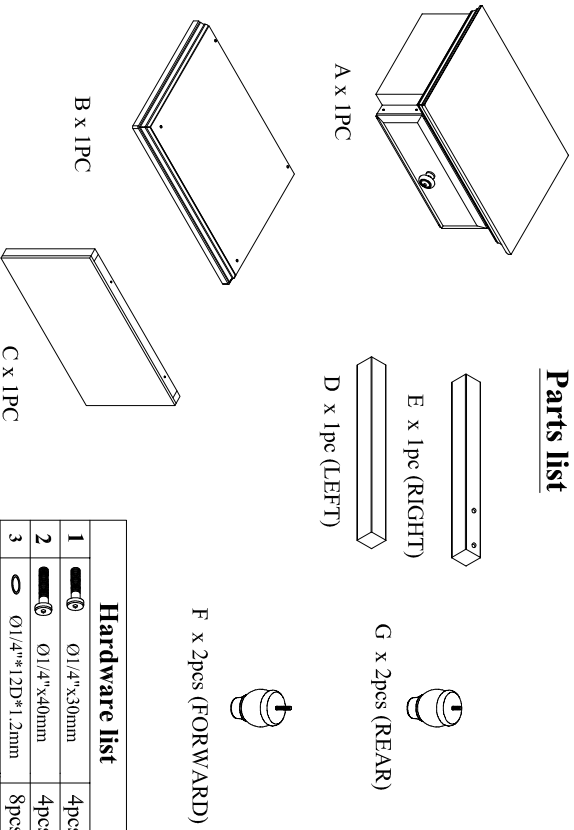 Parts list
A x 1PC
B x 1PC
C x 1PC
E x 1pc (RIGHT)
D x 1pc (LEFT)
G x 2pcs (REAR)
F x 2pcs (FORWARD)
Hardware list
1 Ø1/4"x30mm 4pcs
2 Ø1/4"x40mm 4pcs
3 Ø1/4"*12D*1.2mm 8pcs